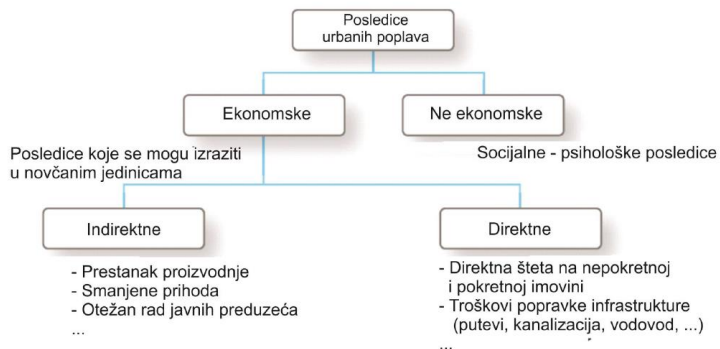 Posledice
urbanih poplava
Ekonomske
Ne ekonomske
Posledice koje se mogu izraziti
u novčanim jedinicama
Socijalne - psihološke posledice
Indirektne
Direktne
- Prestanak proizvodnje
- Smanjene prihoda
- Otežan rad javnih preduzeća
...
- Direktna šteta na nepokretnoj
i pokretnoj imovini
- Troškovi popravke infrastrukture
(putevi, kanalizacija, vodovod, ...)
...